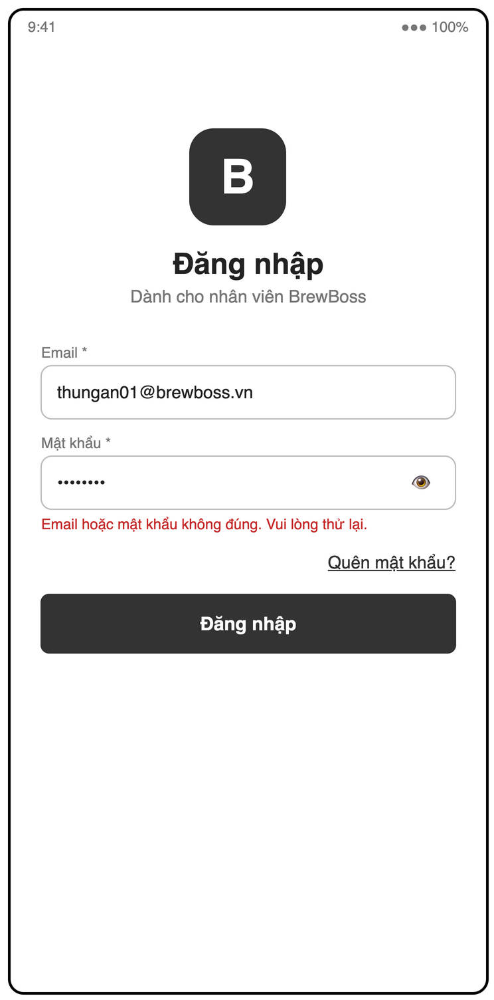 9:41
●●● 100%
B
Đăng nhập
Dành cho nhân viên BrewBoss
Email *
thungan01@brewboss.vn
Mật khẩu *
••••••••
Email hoặc mật khẩu không đúng. Vui lòng thử lại.
Quên mật khẩu?
Đăng nhập